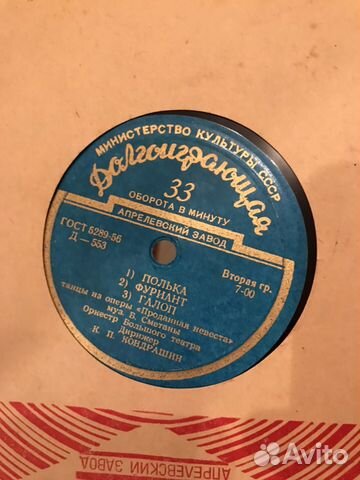 МИНИСТЕРСТВО КУЛЬТУРЫ СССР
Долгоиграющая
33
ОБОРОТА В МИНУТУ
АПРЕЛЕВСКИЙ ЗАВОД
ГОСТ 5289-56
Д—553
Вторая гр.
7-00
1) ПОЛЬКА
2) ФУРИАНТ
3) ГАЛОП
танцы из оперы «Проданная невеста»
муз. Б. Сметаны
Оркестр Большого театра
Дирижер
К. П. КОНДРАШИН
АПРЕЛЕВСКИЙ ЗАВОД
Avito